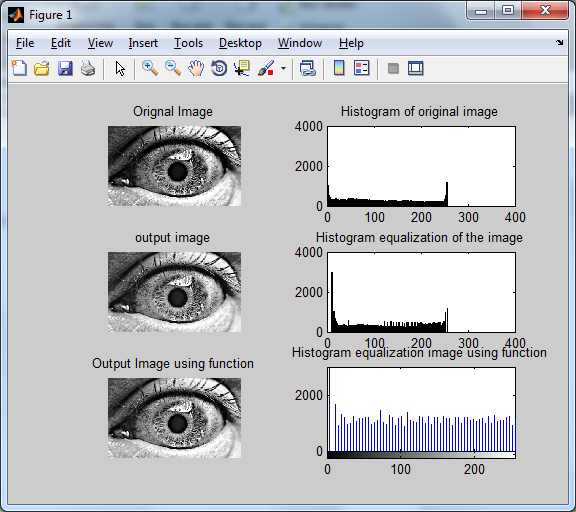 Figure 1
File Edit View Insert Tools Desktop Window Help
Orignal Image
Histogram of original image
4000
2000
0
0 100 200 300 400
output image
Histogram equalization of the image
4000
2000
0
0 100 200 300 400
Output Image using function
Histogram equalization image using function
2000
0
0 100 200